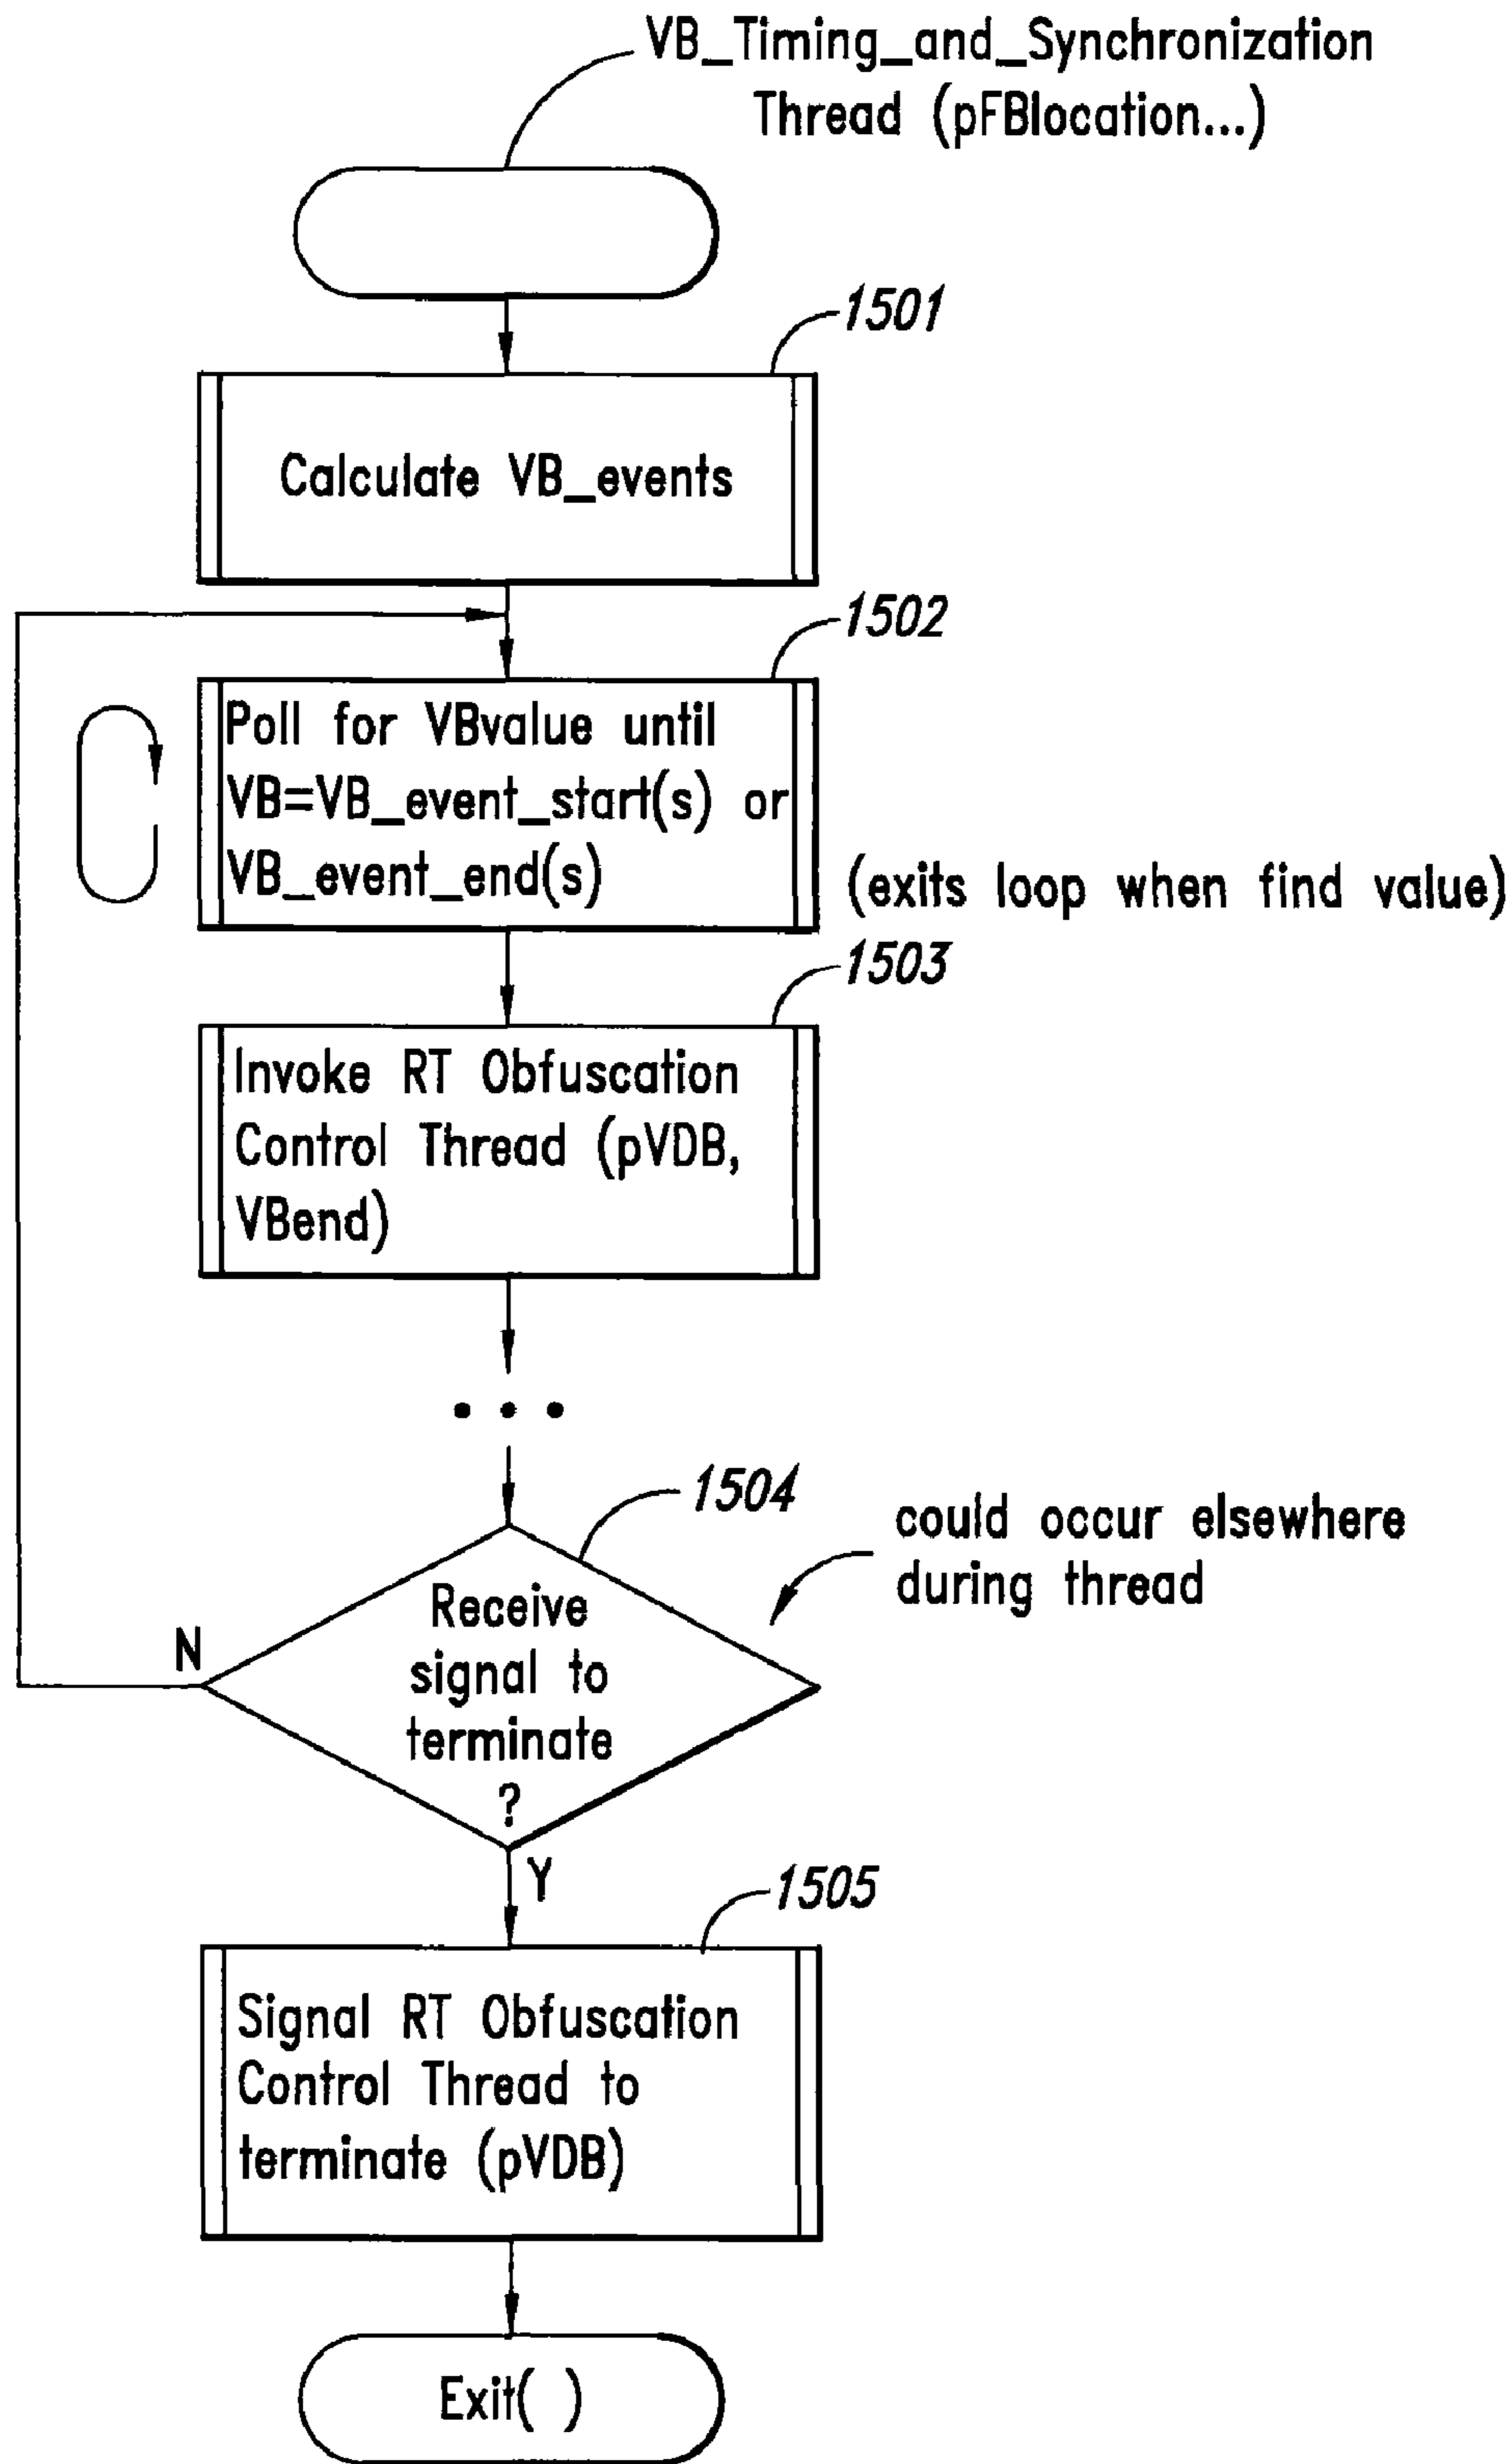 VB_Timing_and_Synchronization
Thread (pFBlocation...)
1501
Calculate VB_events
1502
Poll for VBvalue until
VB=VB_event_start(s) or
VB_event_end(s)
(exits loop when find value)
1503
Invoke RT Obfuscation
Control Thread (pVDB,
VBend)
1504
could occur elsewhere
during thread
Receive
signal to
terminate
?
N
Y
1505
Signal RT Obfuscation
Control Thread to
terminate (pVDB)
Exit( )